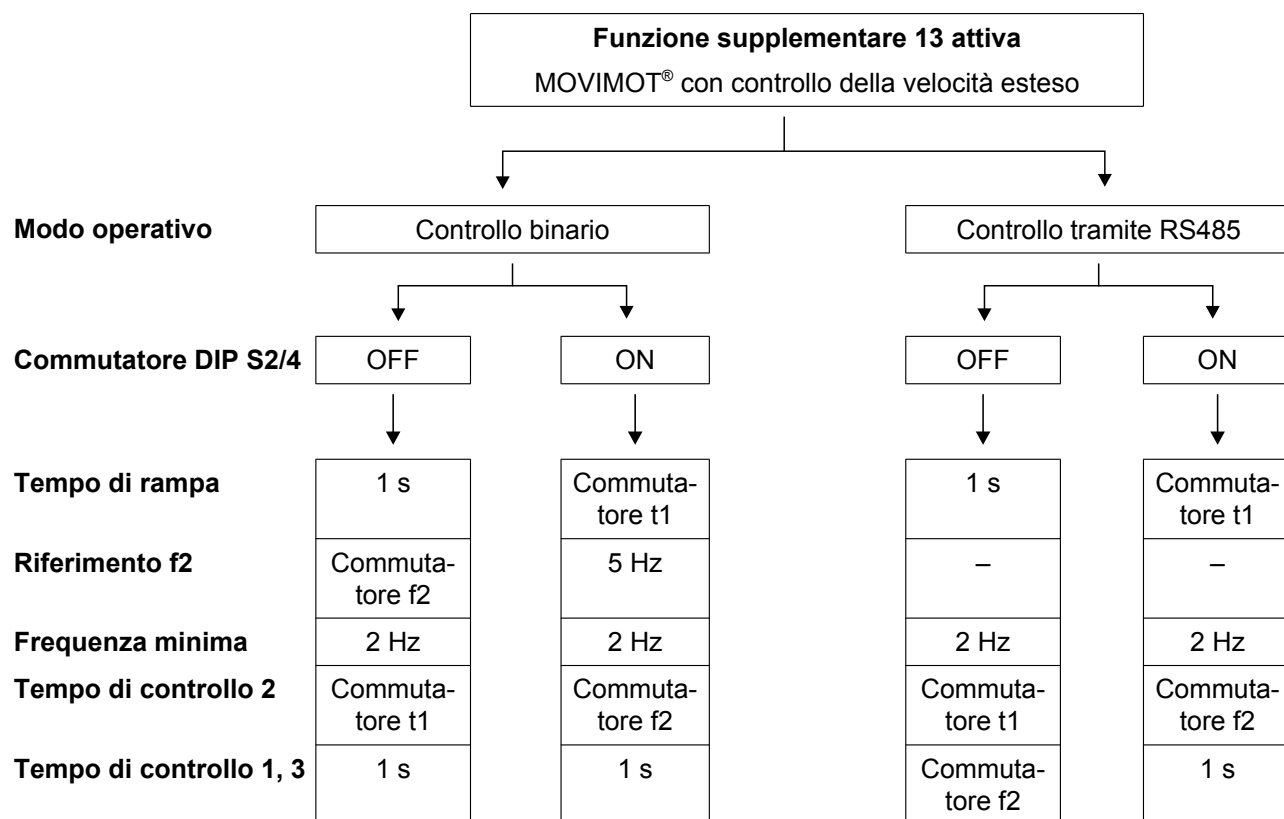 Funzione supplementare 13 attiva
MOVIMOT® con controllo della velocità esteso
Modo operativo
Controllo binario
Controllo tramite RS485
Commutatore DIP S2/4
OFF
ON
OFF
ON
Tempo di rampa
1 s
Commuta-
tore t1
1 s
Commuta-
tore t1
Riferimento f2
Commuta-
tore f2
5 Hz
–
–
Frequenza minima
2 Hz
2 Hz
2 Hz
2 Hz
Tempo di controllo 2
Commuta-
tore t1
Commuta-
tore f2
Commuta-
tore t1
Commuta-
tore f2
Tempo di controllo 1, 3
1 s
1 s
Commuta-
tore f2
1 s